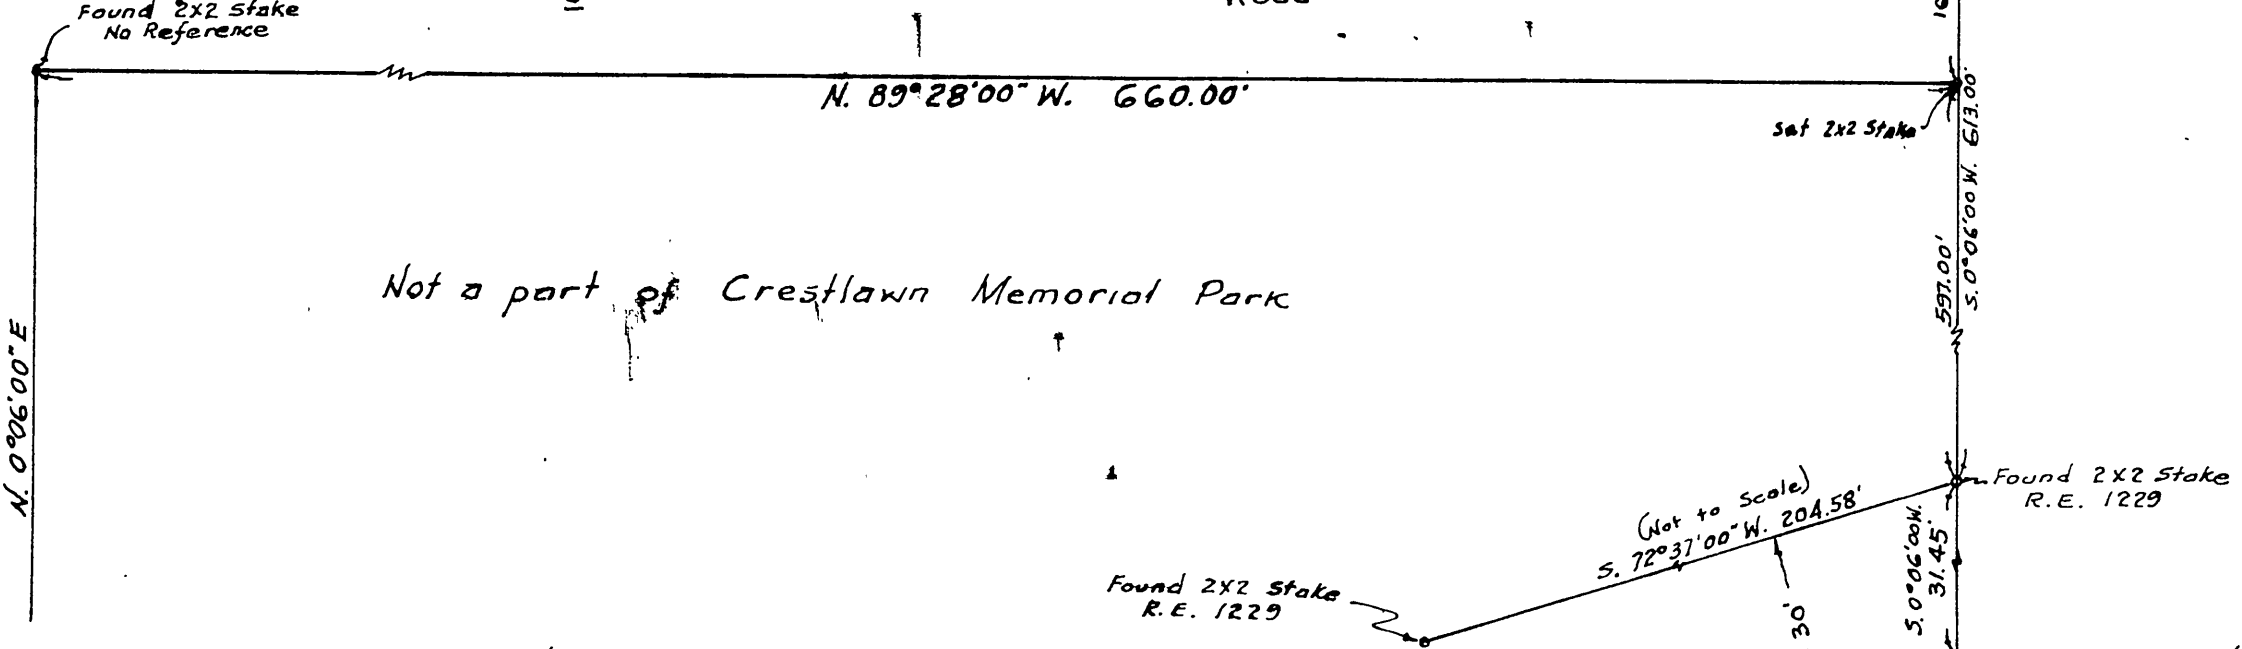 Found 2x2 Stake
No Reference
N. 89°28'00" W. 660.00'
Set 2x2 Stake
S. 0°06'00 W. 613.00'
597.00'
Not a part of Crestlawn Memorial Park
N. 0°06'00" E
(Not to Scale)
S. 72°37'00" W. 204.58'
Found 2x2 Stake
R.E. 1229
S. 0°06'00W.
31.45'
Found 2x2 Stake
R.E. 1229
30'